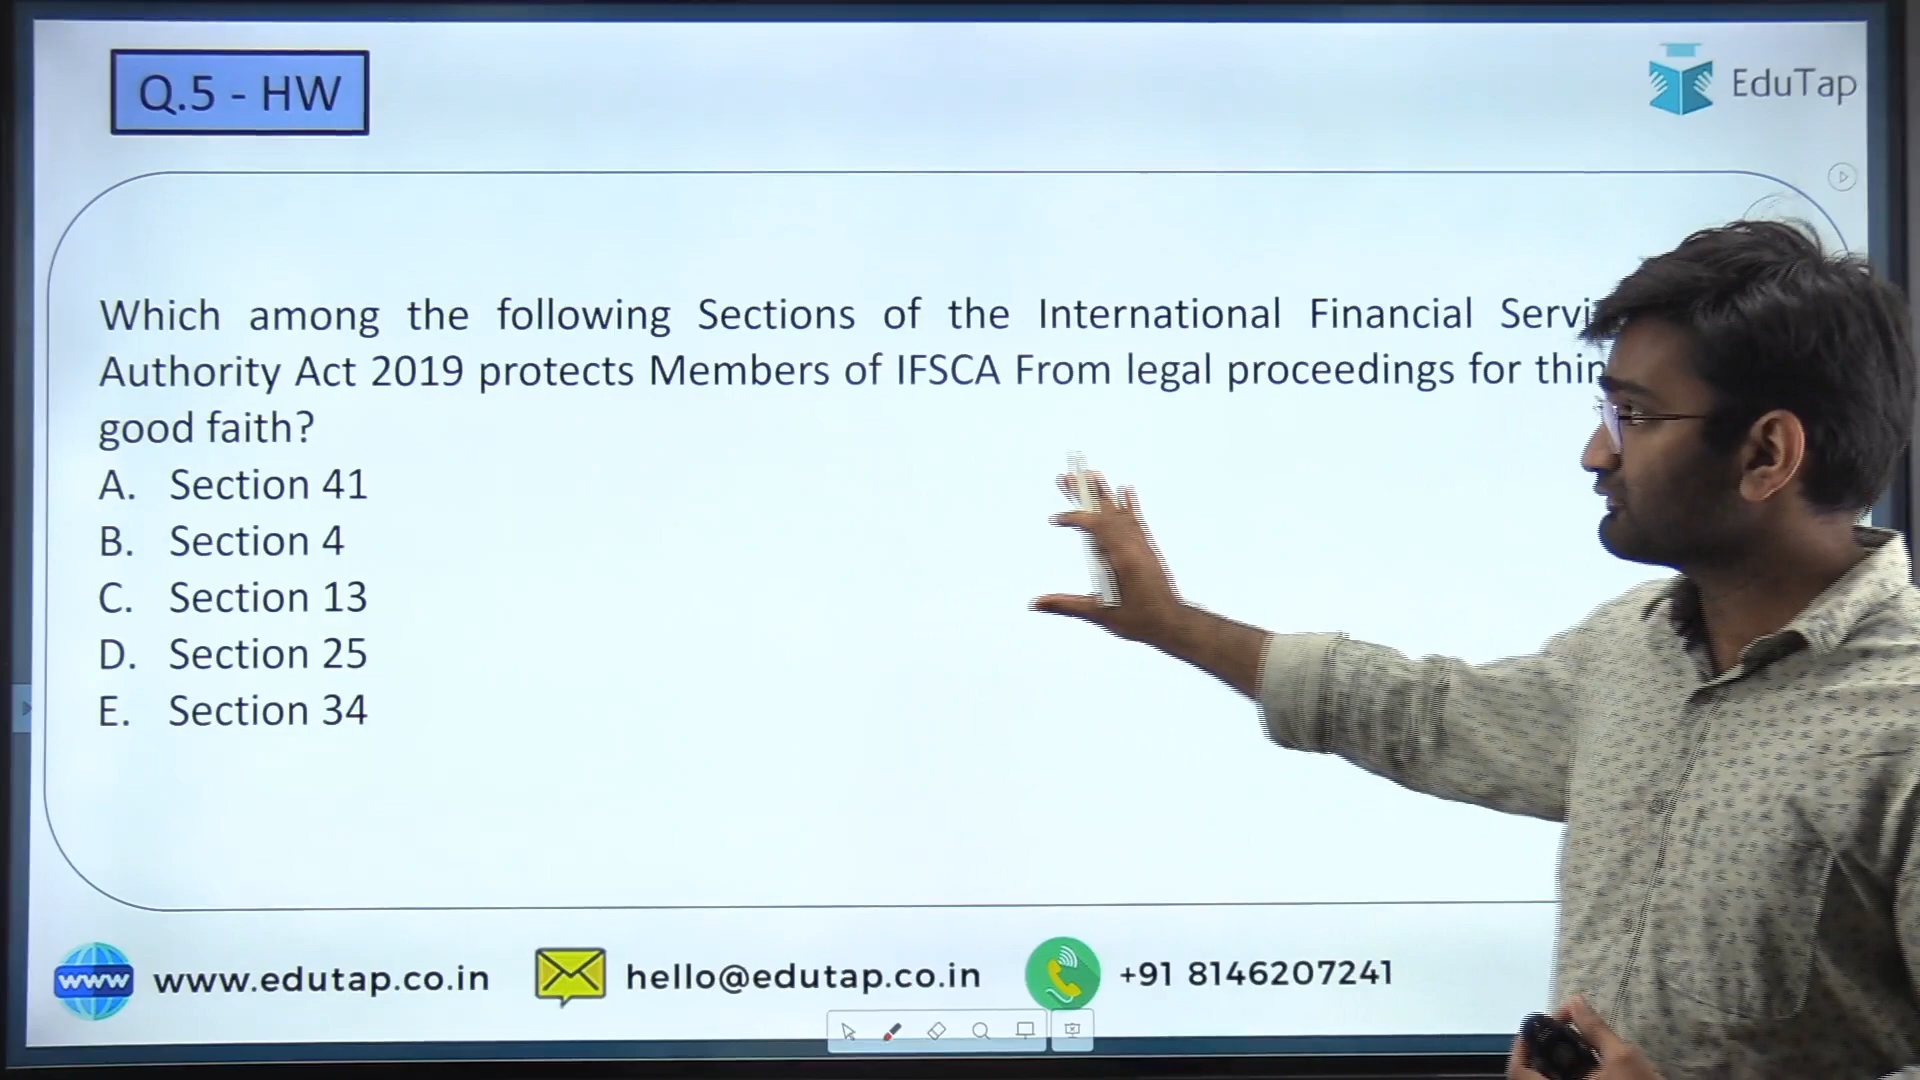 Q.5 - HW
EduTap
Which among the following Sections of the International Financial
Authority Act 2019 protects Members of IFSCA From legal proceedings for
good faith?
A. Section 41
B. Section 4
C. Section 13
D. Section 25
E. Section 34
www
www.edutap.co.in
hello@edutap.co.in
+91 8146207241